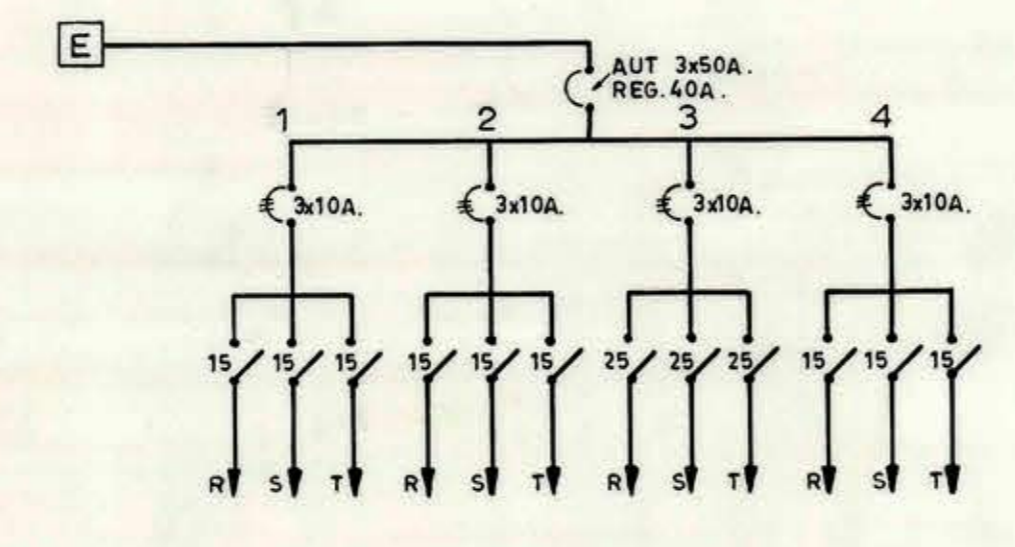 E
AUT 3x50A.
REG.40A.
1 2 3 4
3x10A. 3x10A. 3x10A. 3x10A.
15 15 15 15 15 15 25 25 25 15 15 15
R S T R S T R S T R S T